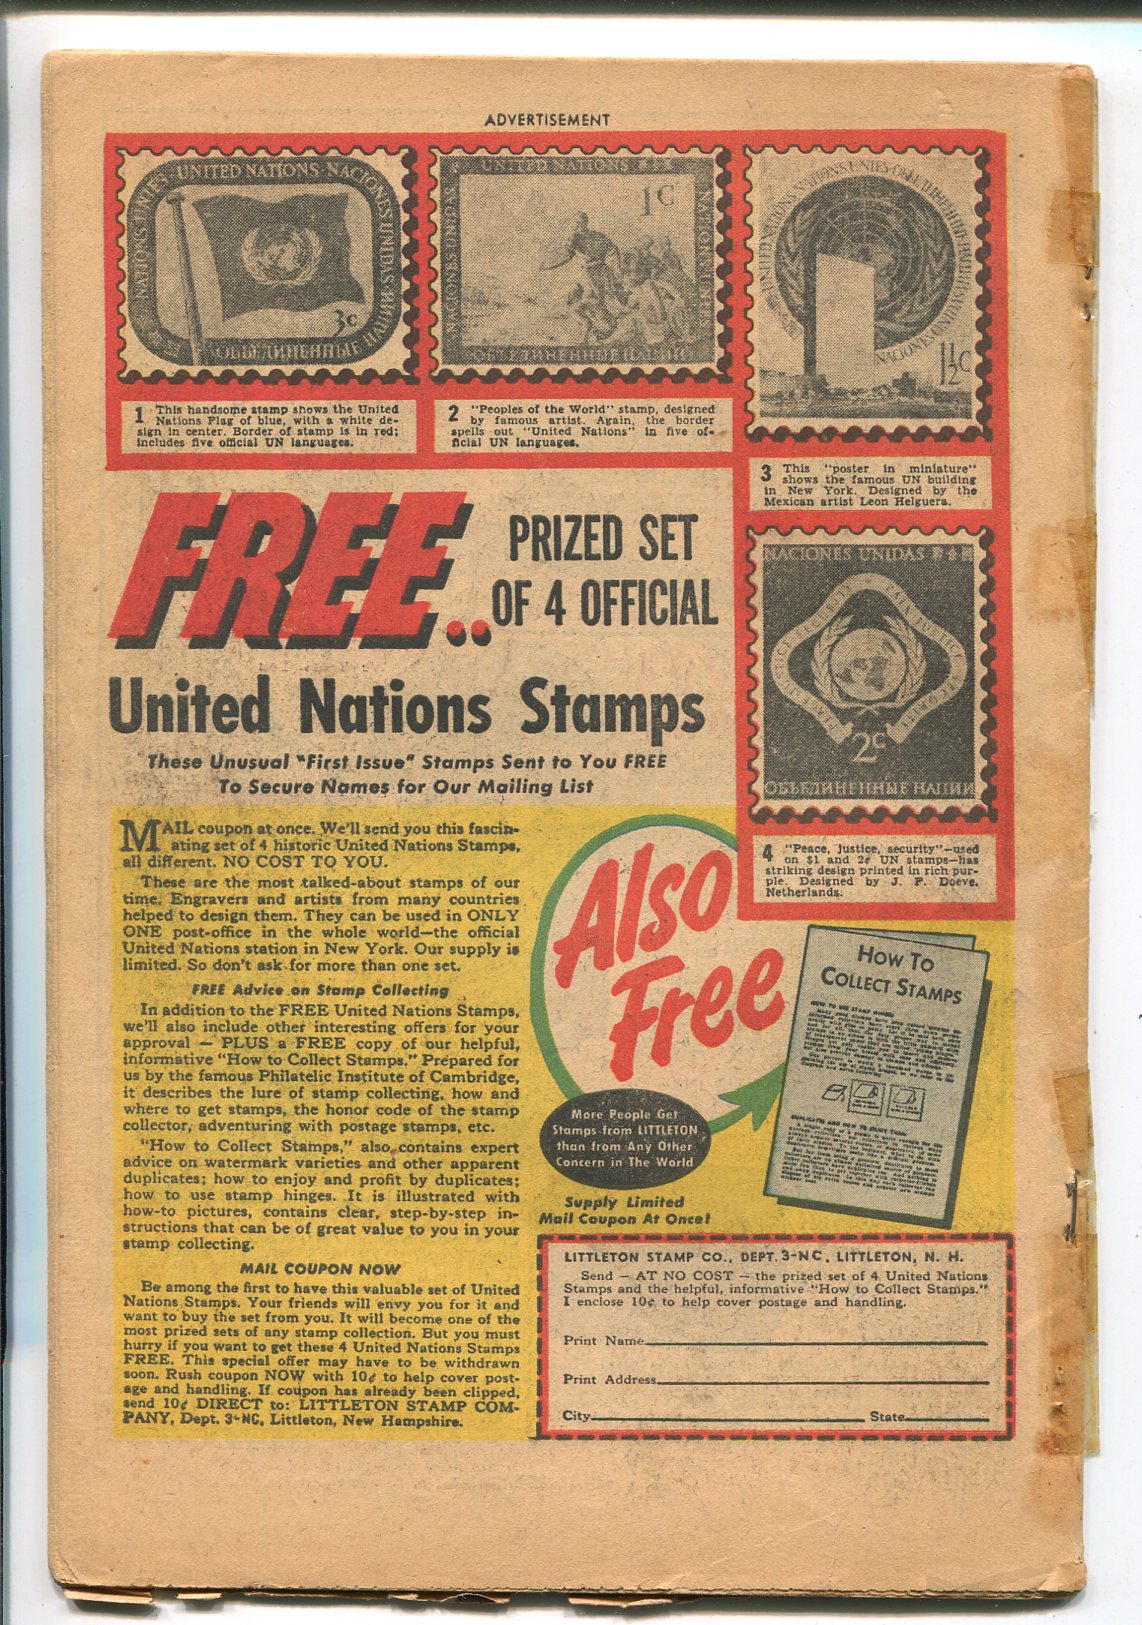 ADVERTISEMENT
NATIONS UNIES · UNITED NATIONS · NACIONES UNIDAS ·
3c
ОБЪЕДИНЕННЫЕ НАЦИИ
UNITED NATIONS
NACIONES UNIDAS
1c
ОБЪЕДИНЕННЫЕ НАЦИИ
NATIONS UNIES
NACIONES UNIDAS
1½c
1 This handsome stamp shows the United
Nations Flag of blue, with a white de-
sign in center. Border of stamp is in red;
includes five official UN languages.
2 "Peoples of the World" stamp, designed
by famous artist. Again, the border
spells out "United Nations" in five of-
ficial UN languages.
3 This "poster in miniature"
shows the famous UN building
in New York. Designed by the
Mexican artist Leon Helguera.
NACIONES UNIDAS
2c
ОБЪЕДИНЕННЫЕ НАЦИИ
4 "Peace, justice, security"—used
on $1 and 2¢ UN stamps—has
striking design printed in rich pur-
ple. Designed by J. F. Doeve,
Netherlands.
FREE..
PRIZED SET
OF 4 OFFICIAL
United Nations Stamps
These Unusual "First Issue" Stamps Sent to You FREE
To Secure Names for Our Mailing List
MAIL coupon at once. We'll send you this fascin-
ating set of 4 historic United Nations Stamps,
all different. NO COST TO YOU.
These are the most talked-about stamps of our
time. Engravers and artists from many countries
helped to design them. They can be used in ONLY
ONE post-office in the whole world—the official
United Nations station in New York. Our supply is
limited. So don't ask for more than one set.
FREE Advice on Stamp Collecting
In addition to the FREE United Nations Stamps,
we'll also include other interesting offers for your
approval — PLUS a FREE copy of our helpful,
informative "How to Collect Stamps." Prepared for
us by the famous Philatelic Institute of Cambridge,
it describes the lure of stamp collecting, how and
where to get stamps, the honor code of the stamp
collector, adventuring with postage stamps, etc.
"How to Collect Stamps," also contains expert
advice on watermark varieties and other apparent
duplicates; how to enjoy and profit by duplicates;
how to use stamp hinges. It is illustrated with
how-to pictures, contains clear, step-by-step in-
structions that can be of great value to you in your
stamp collecting.
MAIL COUPON NOW
Be among the first to have this valuable set of United
Nations Stamps. Your friends will envy you for it and
want to buy the set from you. It will become one of the
most prized sets of any stamp collection. But you must
hurry if you want to get these 4 United Nations Stamps
FREE. This special offer may have to be withdrawn
soon. Rush coupon NOW with 10¢ to help cover post-
age and handling. If coupon has already been clipped,
send 10¢ DIRECT to: LITTLETON STAMP COM-
PANY, Dept. 3-NC, Littleton, New Hampshire.
Also
Free
How To
Collect Stamps
HOW TO USE STAMP HINGES
DUPLICATES AND HOW TO ENJOY THEM
More People Get
Stamps from LITTLETON
than from Any Other
Concern in The World
Supply Limited
Mail Coupon At Once!
LITTLETON STAMP CO., DEPT. 3-NC, LITTLETON, N. H.
Send — AT NO COST — the prized set of 4 United Nations
Stamps and the helpful, informative "How to Collect Stamps."
I enclose 10¢ to help cover postage and handling.
Print Name
Print Address
City State